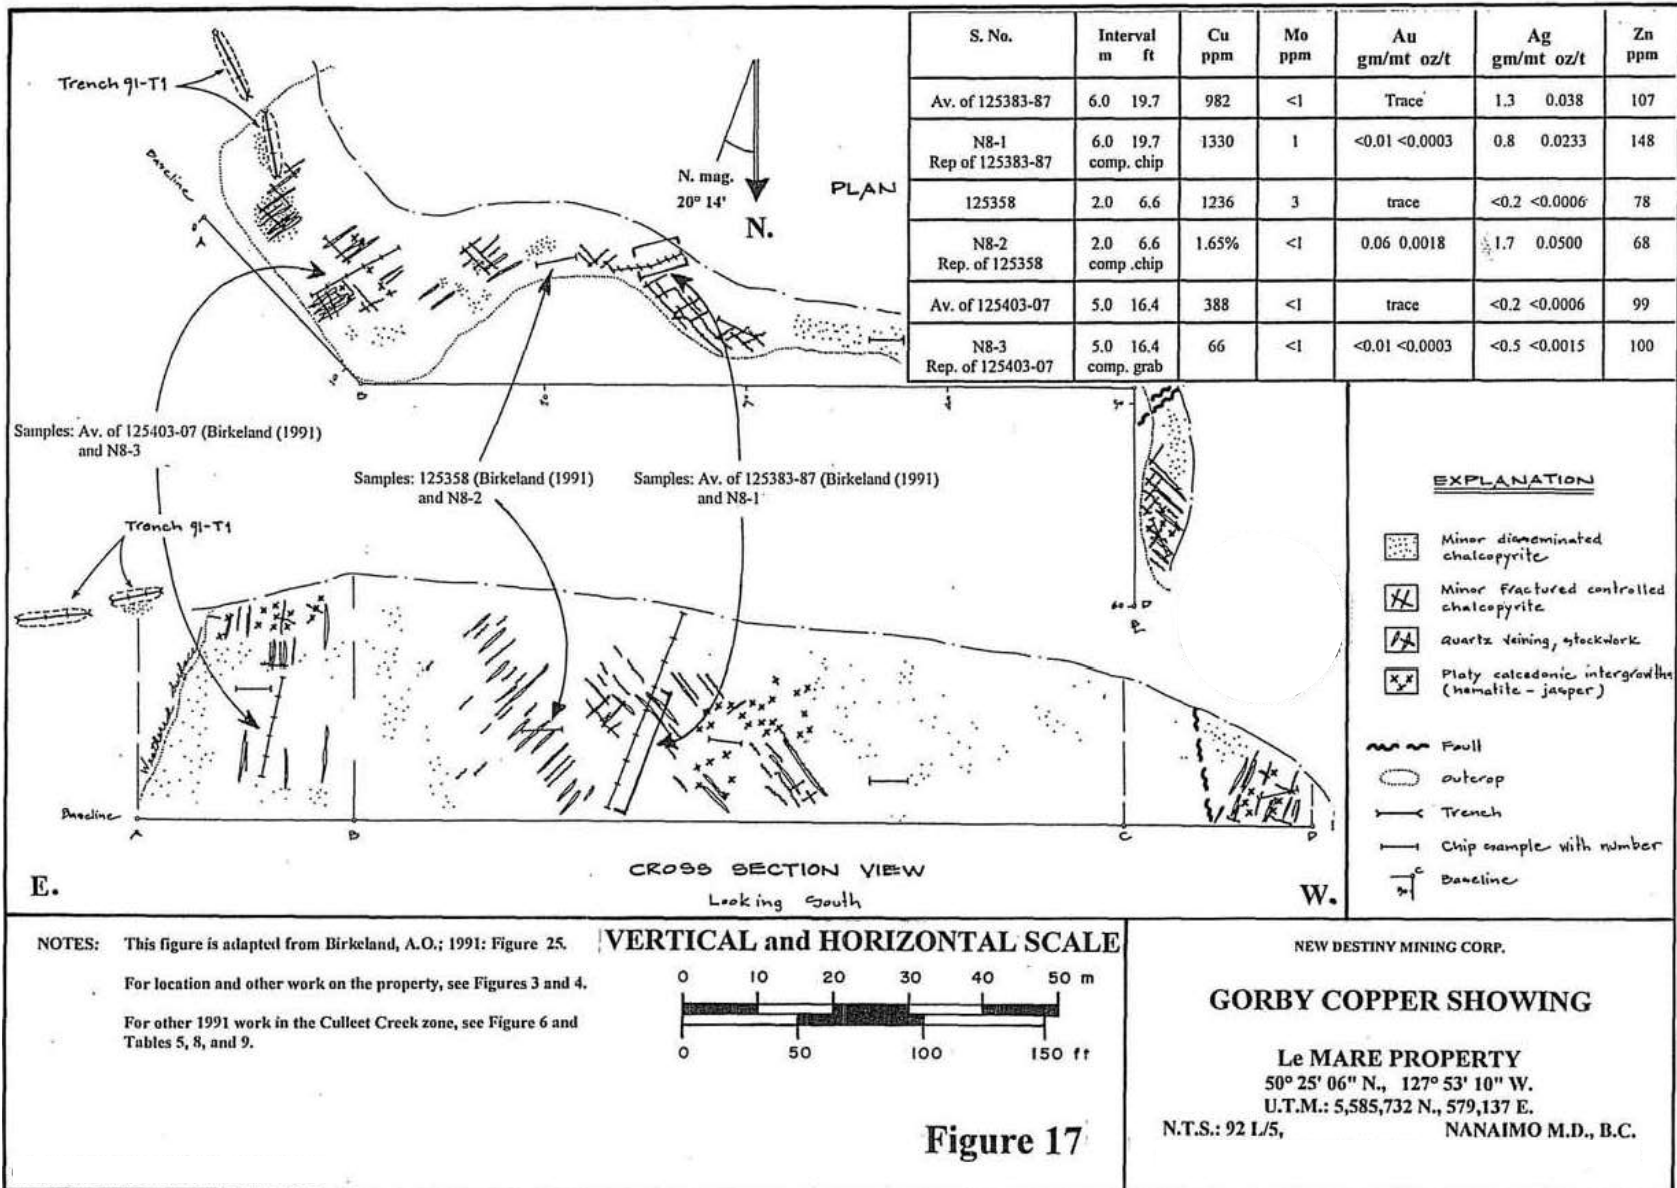 S. No. Interval Cu Mo Au Ag Zn
m ft ppm ppm gm/mt oz/t gm/mt oz/t ppm
Av. of 125383-87 6.0 19.7 982 <1 Trace 1.3 0.038 107
N8-1 6.0 19.7 1330 1 <0.01 <0.0003 0.8 0.0233 148
Rep of 125383-87 comp. chip
125358 2.0 6.6 1236 3 trace <0.2 <0.0006 78
N8-2 2.0 6.6 1.65% <1 0.06 0.0018 1.7 0.0500 68
Rep. of 125358 comp .chip
Av. of 125403-07 5.0 16.4 388 <1 trace <0.2 <0.0006 99
N8-3 5.0 16.4 66 <1 <0.01 <0.0003 <0.5 <0.0015 100
Rep. of 125403-07 comp. grab
Trench 91-T1
Baseline
A
N. mag.
20° 14'
N.
PLAN
B
Samples: Av. of 125403-07 (Birkeland (1991)
and N8-3
Samples: 125358 (Birkeland (1991)
and N8-2
Samples: Av. of 125383-87 (Birkeland (1991)
and N8-1
60
D
Trench 91-T1
Weathered
Baseline
A
B
C
D
CROSS SECTION VIEW
Looking South
E.
W.
EXPLANATION
Minor disseminated
chalcopyrite
Minor fractured controlled
chalcopyrite
Quartz veining, stockwork
Platy calcedonic intergrowths
(hematite - jasper)
Fault
Outcrop
Trench
Chip sample with number
C
Baseline
NOTES: This figure is adapted from Birkeland, A.O.; 1991: Figure 25.
For location and other work on the property, see Figures 3 and 4.
For other 1991 work in the Culleet Creek zone, see Figure 6 and
Tables 5, 8, and 9.
VERTICAL and HORIZONTAL SCALE
0 10 20 30 40 50 m
0 50 100 150 ft
Figure 17
NEW DESTINY MINING CORP.
GORBY COPPER SHOWING
Le MARE PROPERTY
50° 25' 06" N., 127° 53' 10" W.
U.T.M.: 5,585,732 N., 579,137 E.
N.T.S.: 92 L/5, NANAIMO M.D., B.C.